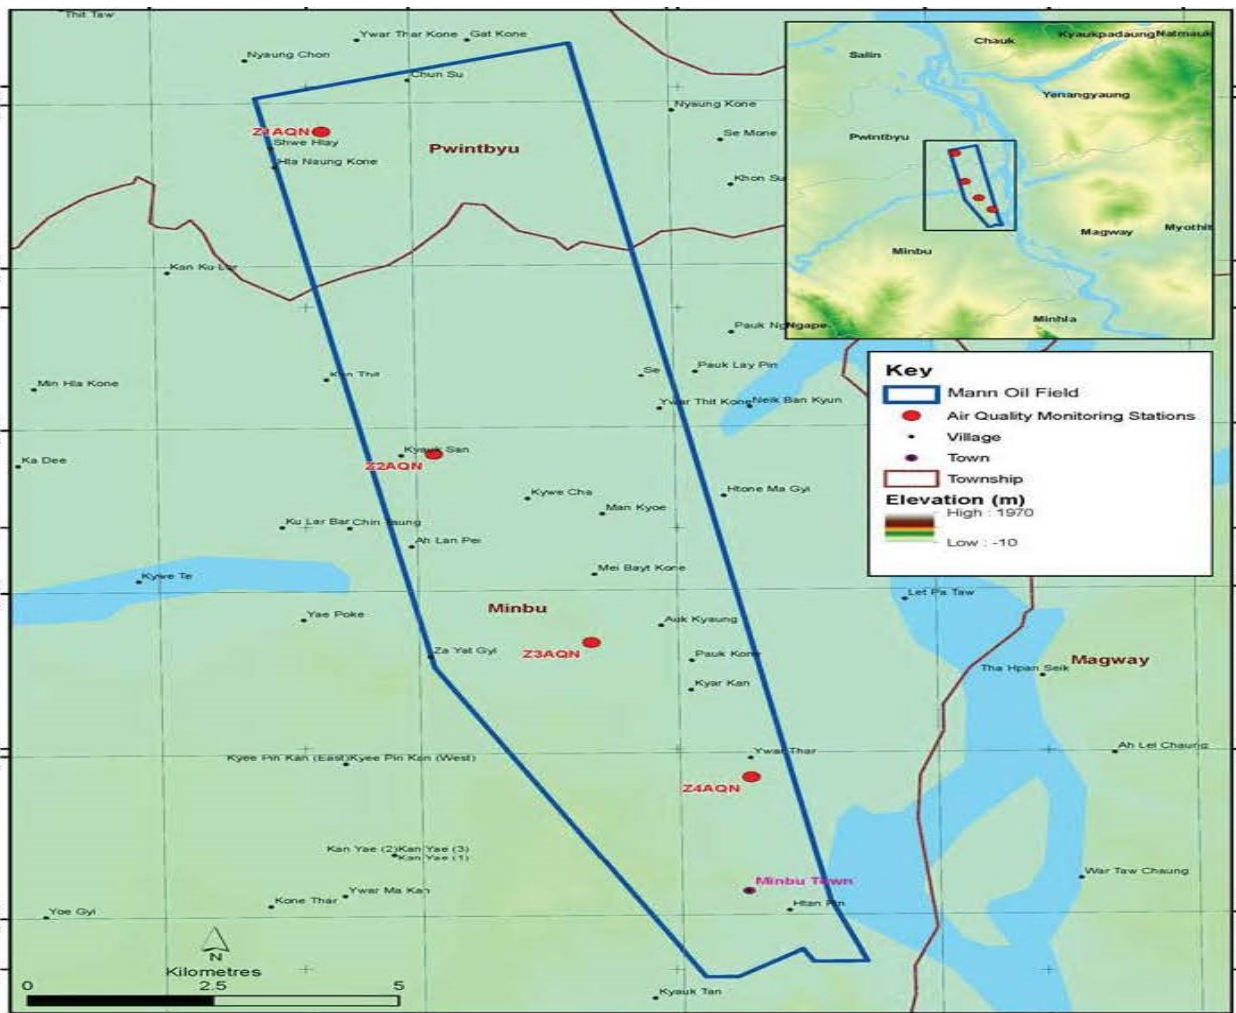 Thit Taw
Ywar Thar Kone
Gat Kone
Nyaung Chon
Chun Su
Nyaung Kone
Z1AQN
Shwe Hlay
Hta Naung Kone
Pwintbyu
Se Mone
Khon Su
Kan Ku Lar
Pauk Ng
Min Hla Kone
Kan Thit
Se
Pauk Lay Pin
Ywar Thit Kone
Neik Ban Kyun
Ka Dee
Kyauk San
Z2AQN
Kywe Cha
Man Kyoe
Htone Ma Gyi
Ku Lar Bar
Chin Taung
Ah Lan Pei
Kywe Te
Mei Bayt Kone
Let Pa Taw
Yae Poke
Minbu
Auk Kyaung
Za Yat Gyi
Z3AQN
Pauk Kone
Kyar Kan
Tha Hpan Seik
Magway
Kyee Pin Kan (East)
Kyee Pin Kan (West)
Ywar Thar
Ah Lel Chaung
Z4AQN
Kan Yae (2)
Kan Yae (3)
Kan Yae (1)
Minbu Town
War Taw Chaung
Ywar Ma Kan
Kone Thar
Htan Pin
Yoe Gyi
Kyauk Tan
N
Kilometres
0 2.5 5
Salin
Chauk
Kyaukpadaung
Natmauk
Yenangyaung
Pwintbyu
Magway
Myothit
Minbu
Ngape
Minhla
Key
Mann Oil Field
Air Quality Monitoring Stations
Village
Town
Township
Elevation (m)
High : 1970
Low : -10